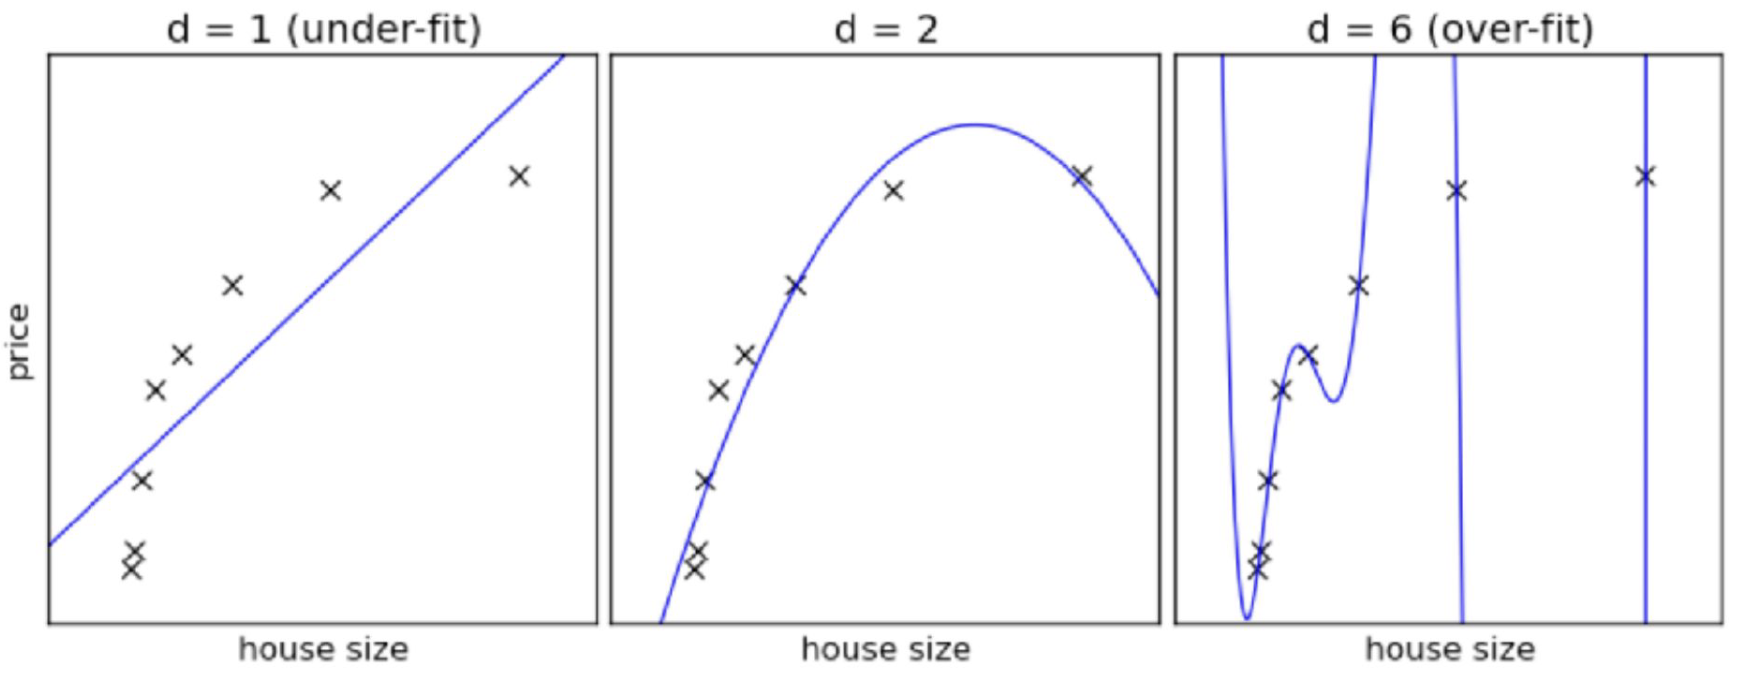 d = 1 (under-fit)
d = 2
d = 6 (over-fit)
price
house size
house size
house size